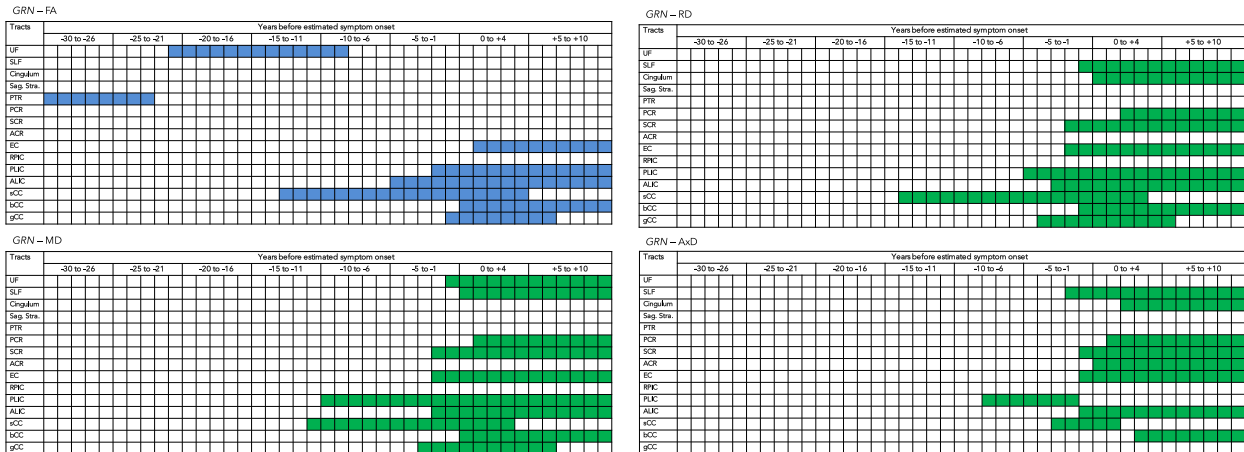 GRN – FA
Tracts Years before estimated symptom onset
-30 to -26 -25 to -21 -20 to -16 -15 to -11 -10 to -6 -5 to -1 0 to +4 +5 to +10
UF
SLF
Cingulum
Sag. Stra.
PTR
PCR
SCR
ACR
EC
RPIC
PLIC
ALIC
sCC
bCC
gCC
GRN – RD
Tracts Years before estimated symptom onset
-30 to -26 -25 to -21 -20 to -16 -15 to -11 -10 to -6 -5 to -1 0 to +4 +5 to +10
UF
SLF
Cingulum
Sag. Stra.
PTR
PCR
SCR
ACR
EC
RPIC
PLIC
ALIC
sCC
bCC
gCC
GRN – MD
Tracts Years before estimated symptom onset
-30 to -26 -25 to -21 -20 to -16 -15 to -11 -10 to -6 -5 to -1 0 to +4 +5 to +10
UF
SLF
Cingulum
Sag. Stra.
PTR
PCR
SCR
ACR
EC
RPIC
PLIC
ALIC
sCC
bCC
gCC
GRN – AxD
Tracts Years before estimated symptom onset
-30 to -26 -25 to -21 -20 to -16 -15 to -11 -10 to -6 -5 to -1 0 to +4 +5 to +10
UF
SLF
Cingulum
Sag. Stra.
PTR
PCR
SCR
ACR
EC
RPIC
PLIC
ALIC
sCC
bCC
gCC